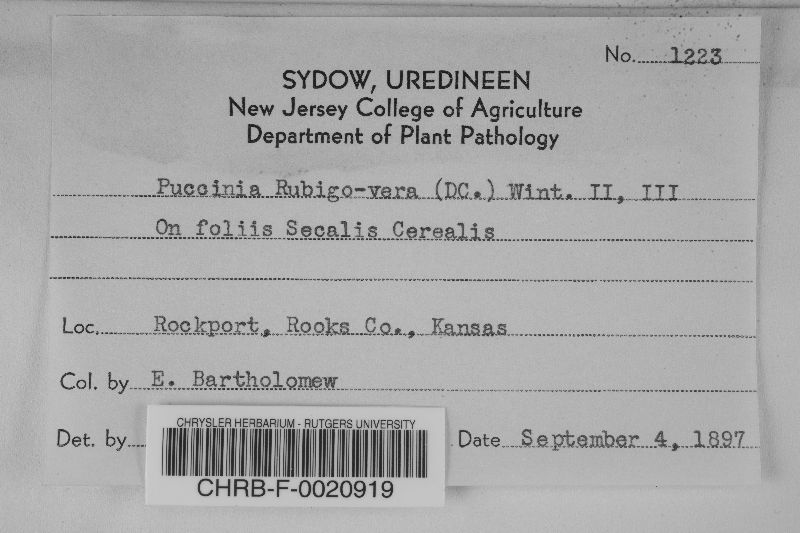 No. 1223
SYDOW, UREDINEEN
New Jersey College of Agriculture
Department of Plant Pathology
Puccinia Rubigo-vera (DC.) Wint. II, III
On foliis Secalis Cerealis
Loc. Rockport, Rooks Co., Kansas
Col. by E. Bartholomew
Det. by Date September 4, 1897
CHRYSLER HERBARIUM - RUTGERS UNIVERSITY
CHRB-F-0020919